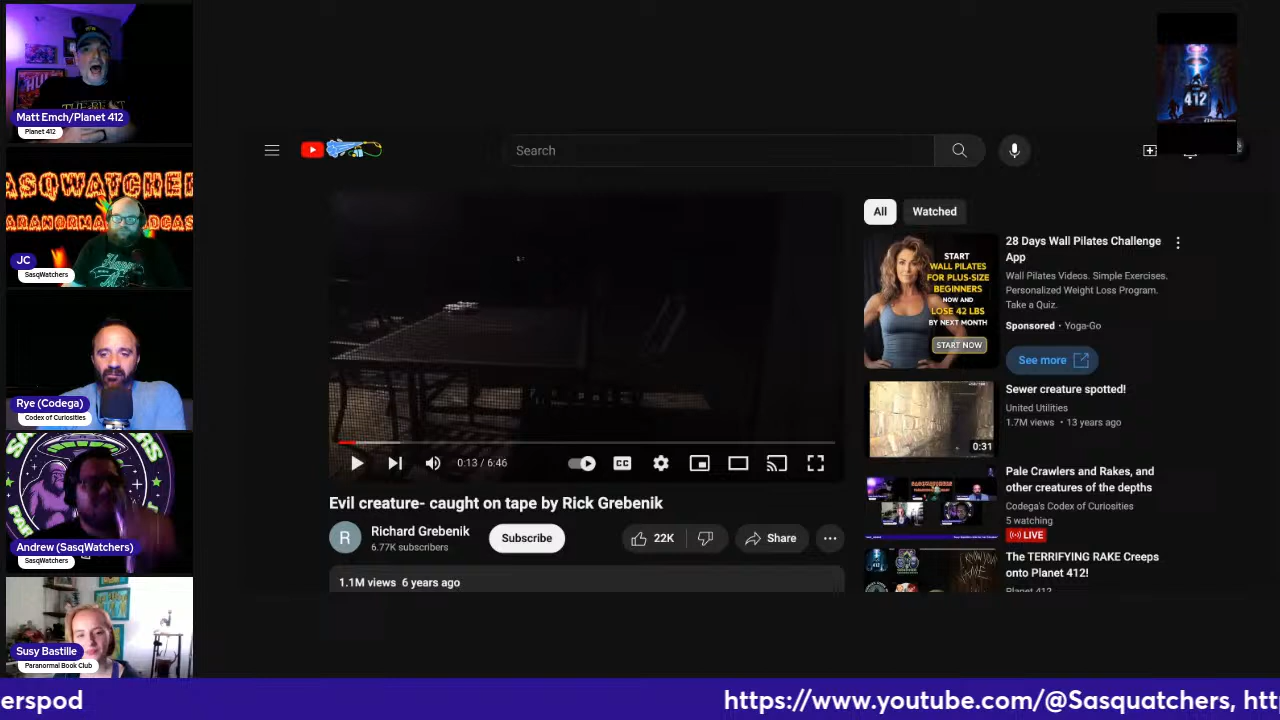 Matt Emch/Planet 412
Planet 412
SASQWATCHERS
PARANORMAL PODCAST
JC
SasqWatchers
Rye (Codega)
Codex of Curiosities
Andrew (SasqWatchers)
SasqWatchers
Susy Bastille
Paranormal Book Club
412
Search
0:13 / 6:46
CC
Evil creature- caught on tape by Rick Grebenik
R
Richard Grebenik
6.77K subscribers
Subscribe
22K
Share
1.1M views 6 years ago
All
Watched
START
WALL PILATES
FOR PLUS-SIZE
BEGINNERS
NOW AND
LOSE 42 LBS
BY NEXT MONTH
START NOW
28 Days Wall Pilates Challenge
App
Wall Pilates Videos. Simple Exercises.
Personalized Weight Loss Program.
Take a Quiz.
Sponsored · Yoga-Go
See more
0:31
Sewer creature spotted!
United Utilities
1.7M views · 13 years ago
Pale Crawlers and Rakes, and
other creatures of the depths
Codega's Codex of Curiosities
5 watching
LIVE
The TERRIFYING RAKE Creeps
onto Planet 412!
Planet 412
erspod
https://www.youtube.com/@Sasquatchers, htt